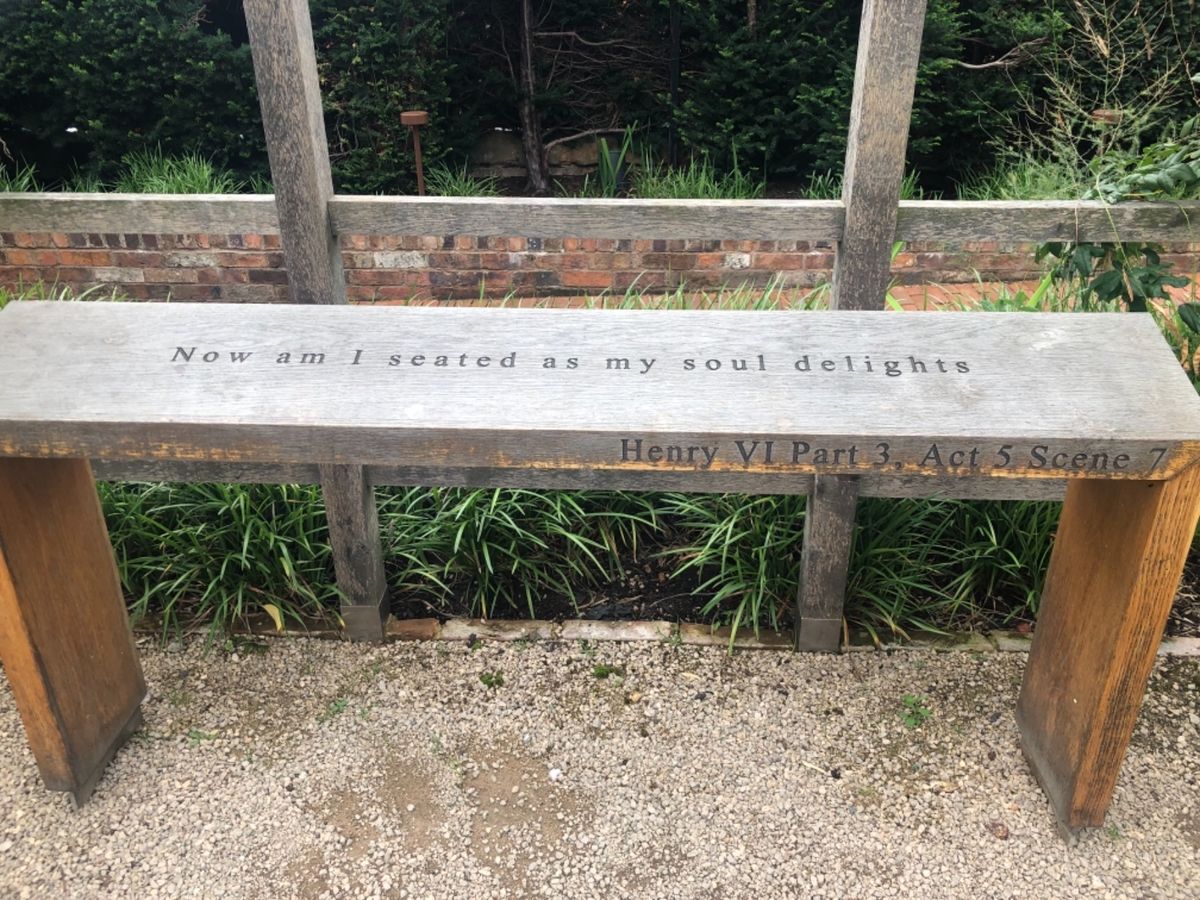 Now am I seated as my soul delights
Henry VI Part 3, Act 5 Scene 7